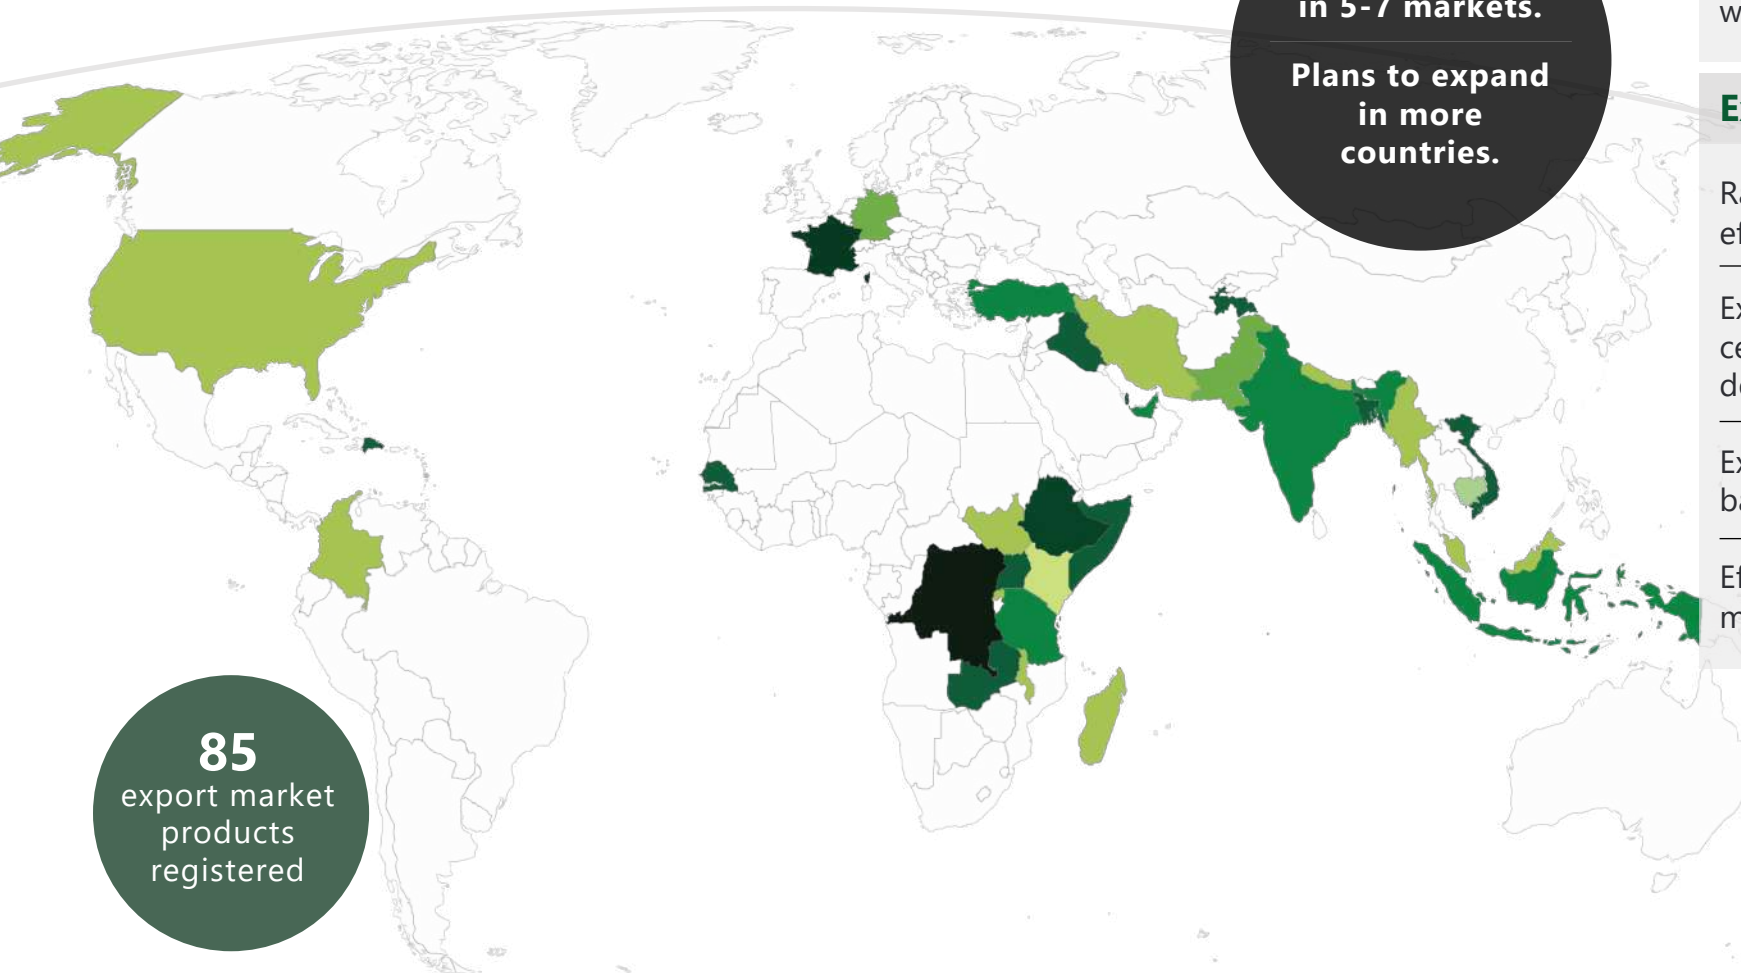 in 5-7 markets.
Plans to expand
in more
countries.
85
export market
products
registered